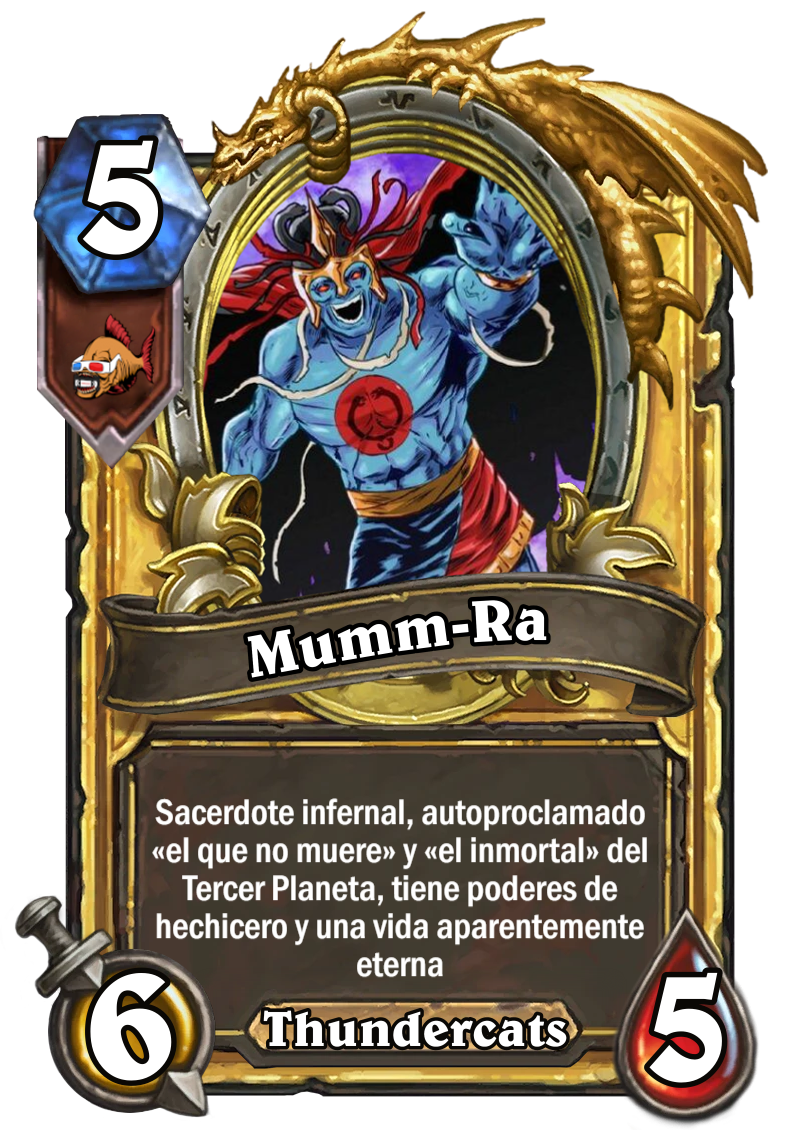 5
Mumm-Ra
Sacerdote infernal, autoproclamado
«el que no muere» y «el inmortal» del
Tercer Planeta, tiene poderes de
hechicero y una vida aparentemente
eterna
6
Thundercats
5